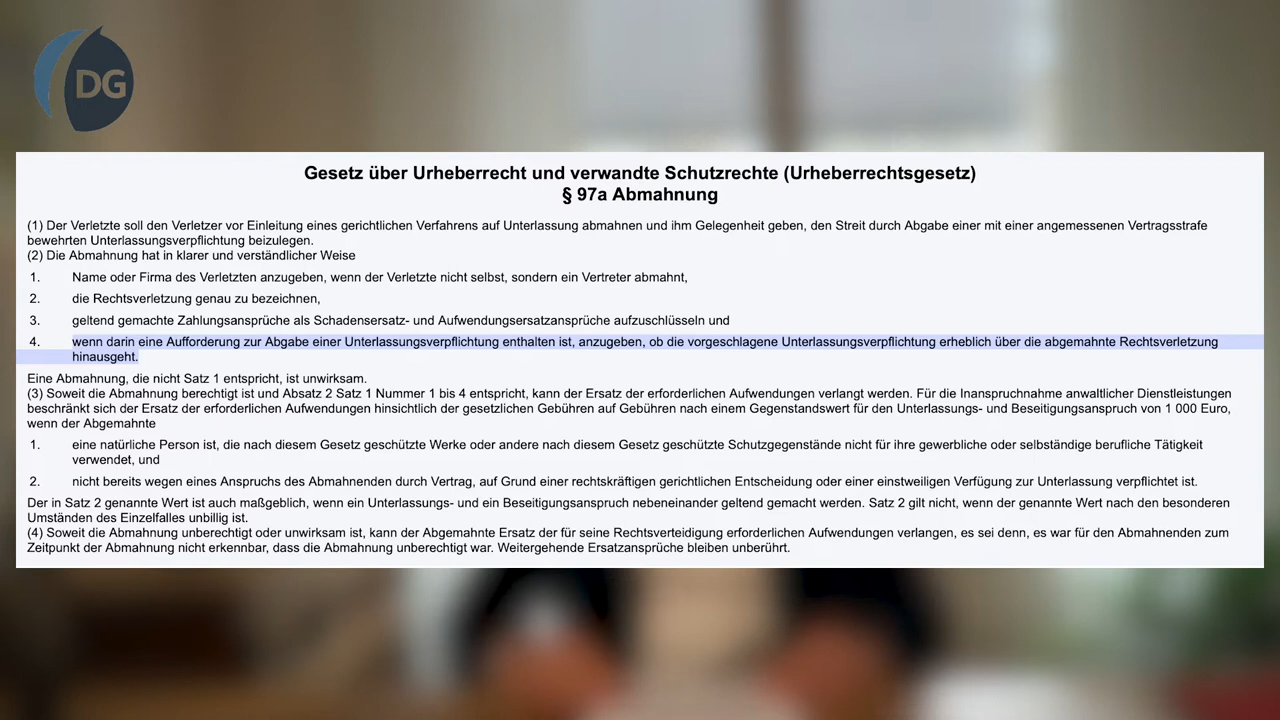 DG
Gesetz über Urheberrecht und verwandte Schutzrechte (Urheberrechtsgesetz)
§ 97a Abmahnung
(1) Der Verletzte soll den Verletzer vor Einleitung eines gerichtlichen Verfahrens auf Unterlassung abmahnen und ihm Gelegenheit geben, den Streit durch Abgabe einer mit einer angemessenen Vertragsstrafe
bewehrten Unterlassungsverpflichtung beizulegen.
(2) Die Abmahnung hat in klarer und verständlicher Weise
1. Name oder Firma des Verletzten anzugeben, wenn der Verletzte nicht selbst, sondern ein Vertreter abmahnt,
2. die Rechtsverletzung genau zu bezeichnen,
3. geltend gemachte Zahlungsansprüche als Schadensersatz- und Aufwendungsersatzansprüche aufzuschlüsseln und
4. wenn darin eine Aufforderung zur Abgabe einer Unterlassungsverpflichtung enthalten ist, anzugeben, ob die vorgeschlagene Unterlassungsverpflichtung erheblich über die abgemahnte Rechtsverletzung
hinausgeht.
Eine Abmahnung, die nicht Satz 1 entspricht, ist unwirksam.
(3) Soweit die Abmahnung berechtigt ist und Absatz 2 Satz 1 Nummer 1 bis 4 entspricht, kann der Ersatz der erforderlichen Aufwendungen verlangt werden. Für die Inanspruchnahme anwaltlicher Dienstleistungen
beschränkt sich der Ersatz der erforderlichen Aufwendungen hinsichtlich der gesetzlichen Gebühren auf Gebühren nach einem Gegenstandswert für den Unterlassungs- und Beseitigungsanspruch von 1 000 Euro,
wenn der Abgemahnte
1. eine natürliche Person ist, die nach diesem Gesetz geschützte Werke oder andere nach diesem Gesetz geschützte Schutzgegenstände nicht für ihre gewerbliche oder selbständige berufliche Tätigkeit
verwendet, und
2. nicht bereits wegen eines Anspruchs des Abmahnenden durch Vertrag, auf Grund einer rechtskräftigen gerichtlichen Entscheidung oder einer einstweiligen Verfügung zur Unterlassung verpflichtet ist.
Der in Satz 2 genannte Wert ist auch maßgeblich, wenn ein Unterlassungs- und ein Beseitigungsanspruch nebeneinander geltend gemacht werden. Satz 2 gilt nicht, wenn der genannte Wert nach den besonderen
Umständen des Einzelfalles unbillig ist.
(4) Soweit die Abmahnung unberechtigt oder unwirksam ist, kann der Abgemahnte Ersatz der für seine Rechtsverteidigung erforderlichen Aufwendungen verlangen, es sei denn, es war für den Abmahnenden zum
Zeitpunkt der Abmahnung nicht erkennbar, dass die Abmahnung unberechtigt war. Weitergehende Ersatzansprüche bleiben unberührt.